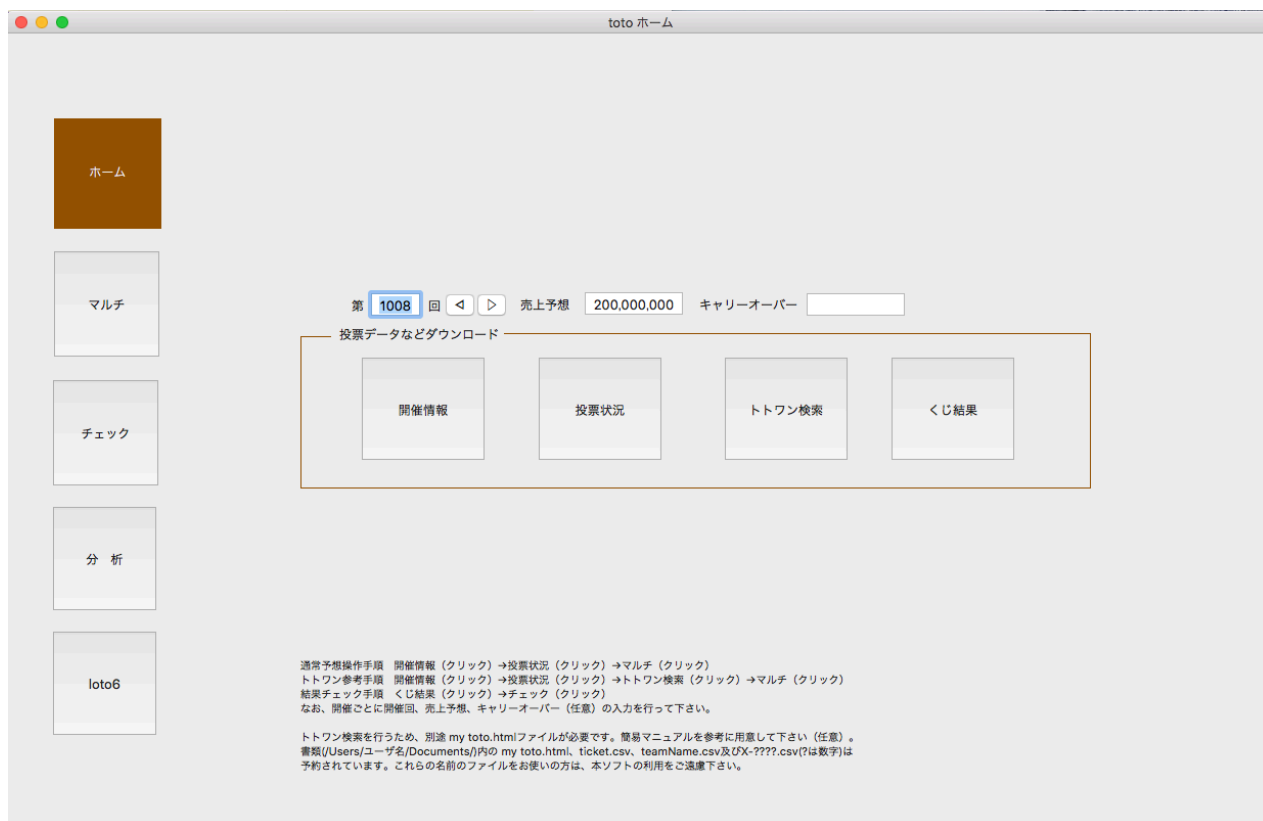 toto ホーム
ホーム
マルチ
チェック
分　析
loto6
第 1008 回 売上予想 200,000,000 キャリーオーバー
投票データなどダウンロード
開催情報 投票状況 トトワン検索 くじ結果
通常予想操作手順　開催情報（クリック）→投票状況（クリック）→マルチ（クリック）
トトワン参考手順　開催情報（クリック）→投票状況（クリック）→トトワン検索（クリック）→マルチ（クリック）
結果チェック手順　くじ結果（クリック）→チェック（クリック）
なお、開催ごとに開催回、売上予想、キャリーオーバー（任意）の入力を行って下さい。
トトワン検索を行うため、別途 my toto.htmlファイルが必要です。簡易マニュアルを参考に用意して下さい（任意）。
書類(/Users/ユーザ名/Documents/)内の my toto.html、ticket.csv、teamName.csv及びX-????.csv(?は数字)は
予約されています。これらの名前のファイルをお使いの方は、本ソフトの利用をご遠慮下さい。